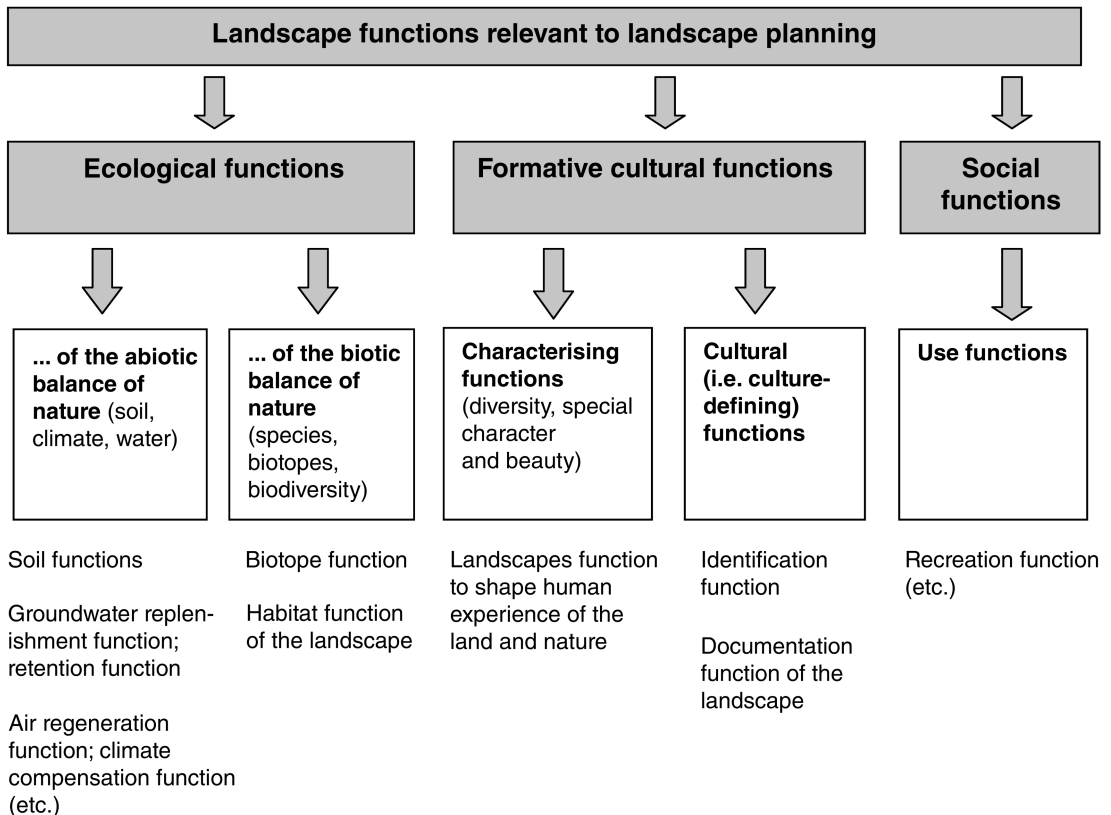 Landscape functions relevant to landscape planning
Ecological functions
Formative cultural functions
Social
functions
... of the abiotic
balance of
nature (soil,
climate, water)
... of the biotic
balance of
nature
(species,
biotopes,
biodiversity)
Characterising
functions
(diversity, special
character
and beauty)
Cultural
(i.e. culture-
defining)
functions
Use functions
Soil functions
Groundwater replen-
ishment function;
retention function
Air regeneration
function; climate
compensation function
(etc.)
Biotope function
Habitat function
of the landscape
Landscapes function
to shape human
experience of the
land and nature
Identification
function
Documentation
function of the
landscape
Recreation function
(etc.)